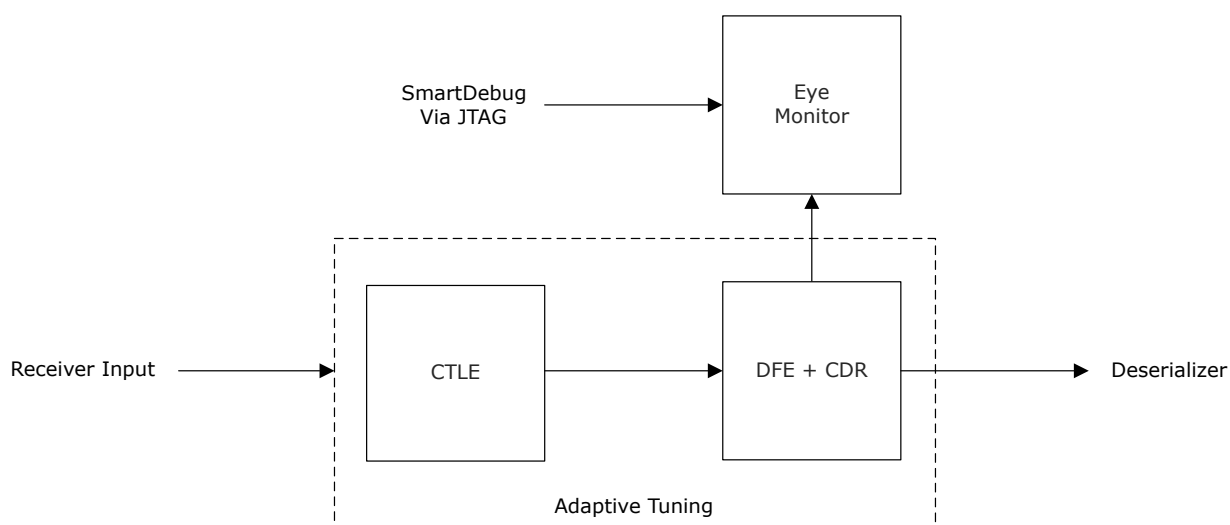 SmartDebug
Via JTAG
Eye
Monitor
Receiver Input
CTLE
DFE + CDR
Deserializer
Adaptive Tuning